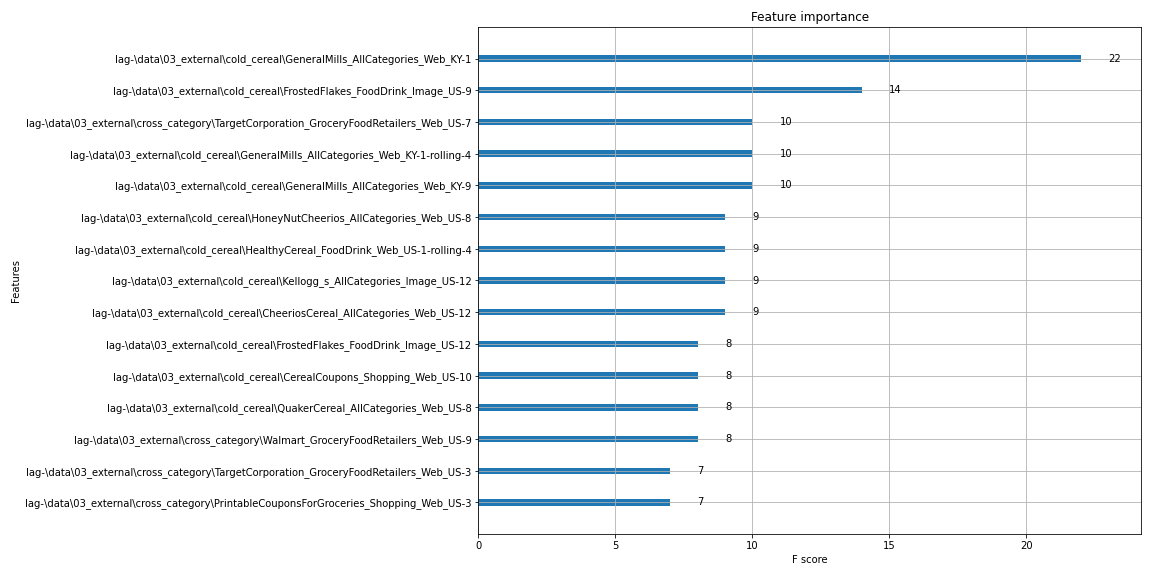 Feature importance
Features
lag-\data\03_external\cold_cereal\GeneralMills_AllCategories_Web_KY-1 22
lag-\data\03_external\cold_cereal\FrostedFlakes_FoodDrink_Image_US-9 14
lag-\data\03_external\cross_category\TargetCorporation_GroceryFoodRetailers_Web_US-7 10
lag-\data\03_external\cold_cereal\GeneralMills_AllCategories_Web_KY-1-rolling-4 10
lag-\data\03_external\cold_cereal\GeneralMills_AllCategories_Web_KY-9 10
lag-\data\03_external\cold_cereal\HoneyNutCheerios_AllCategories_Web_US-8 9
lag-\data\03_external\cold_cereal\HealthyCereal_FoodDrink_Web_US-1-rolling-4 9
lag-\data\03_external\cold_cereal\Kellogg_s_AllCategories_Image_US-12 9
lag-\data\03_external\cold_cereal\CheeriosCereal_AllCategories_Web_US-12 9
lag-\data\03_external\cold_cereal\FrostedFlakes_FoodDrink_Image_US-12 8
lag-\data\03_external\cold_cereal\CerealCoupons_Shopping_Web_US-10 8
lag-\data\03_external\cold_cereal\QuakerCereal_AllCategories_Web_US-8 8
lag-\data\03_external\cross_category\Walmart_GroceryFoodRetailers_Web_US-9 8
lag-\data\03_external\cross_category\TargetCorporation_GroceryFoodRetailers_Web_US-3 7
lag-\data\03_external\cross_category\PrintableCouponsForGroceries_Shopping_Web_US-3 7
0 5 10 15 20
F score